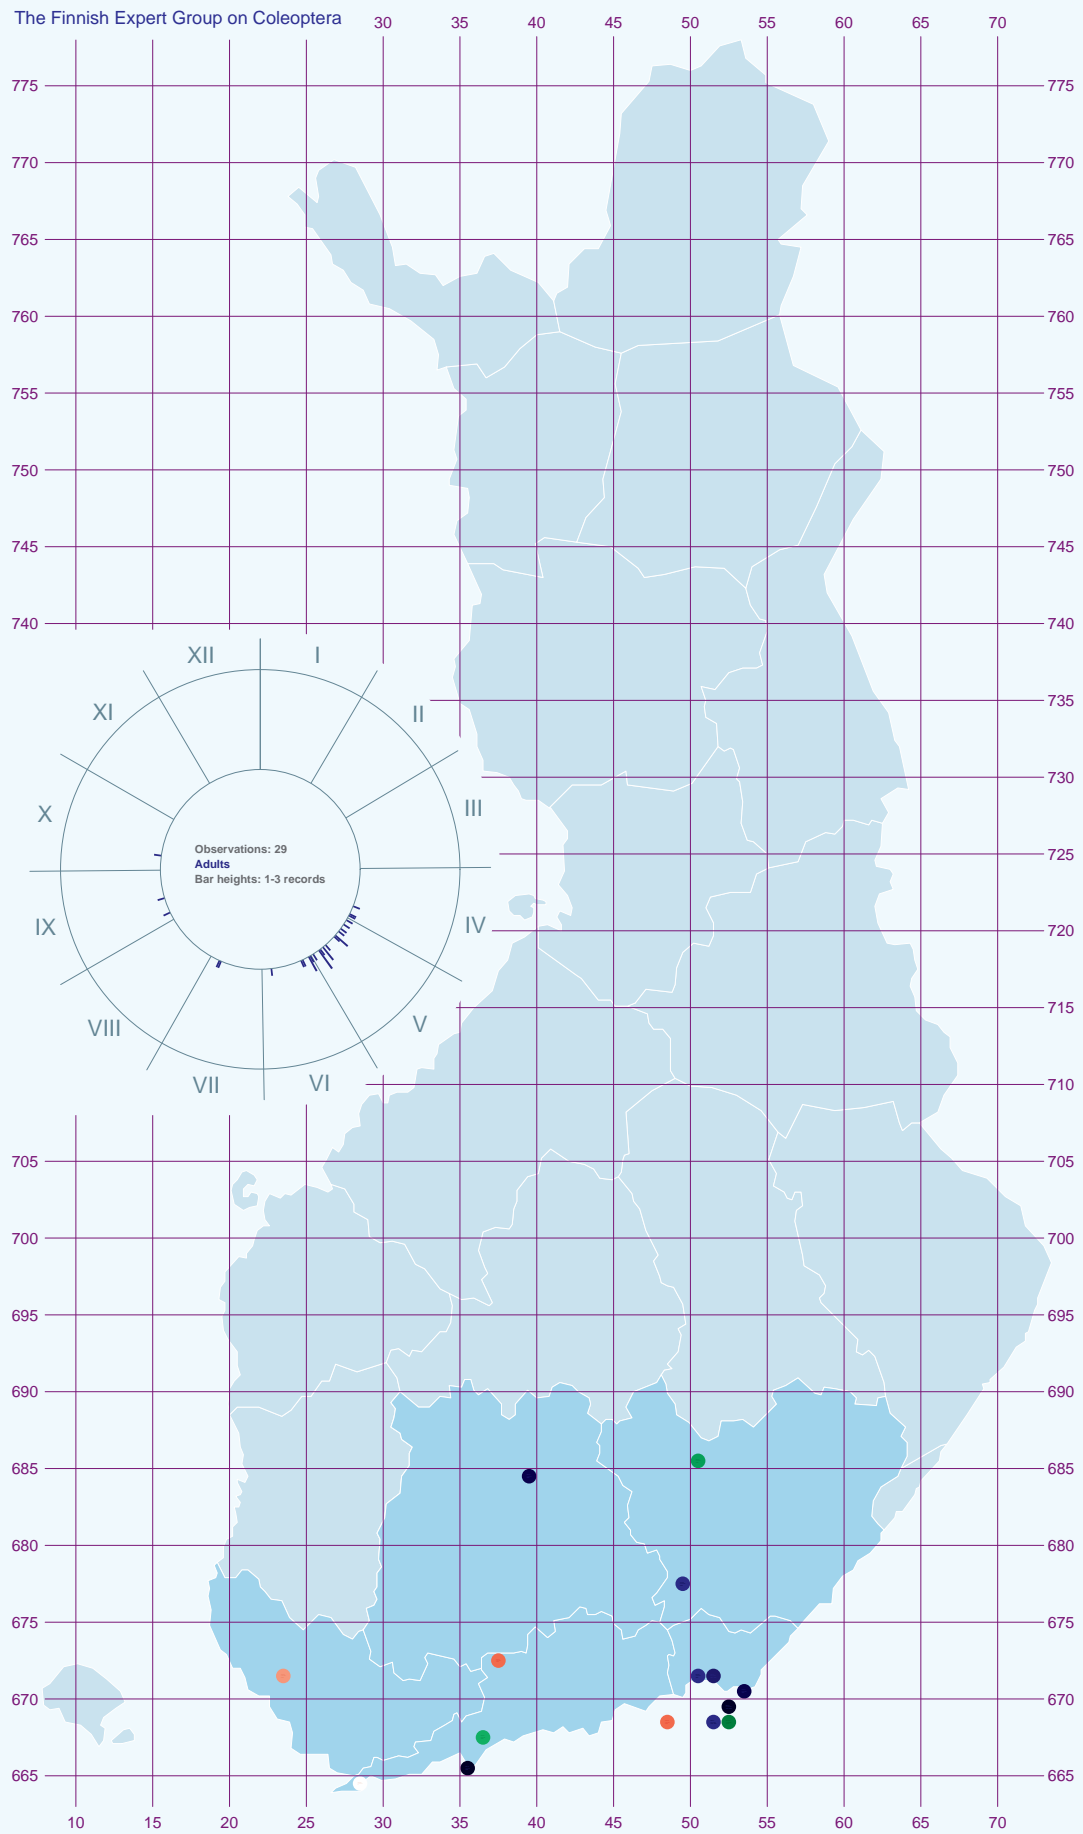 The Finnish Expert Group on Coleoptera
30 35 40 45 50 55 60 65 70
775 775
770 770
765 765
760 760
755 755
750 750
745 745
740 740
XII I
XI II
735
730
X III
Observations: 29
Adults
Bar heights: 1-3 records
725
IX IV 720
VIII V
715
VII VI
710
705 705
700 700
695 695
690 690
685 685
680 680
675 675
670 670
665 665
10 15 20 25 30 35 40 45 50 55 60 65 70